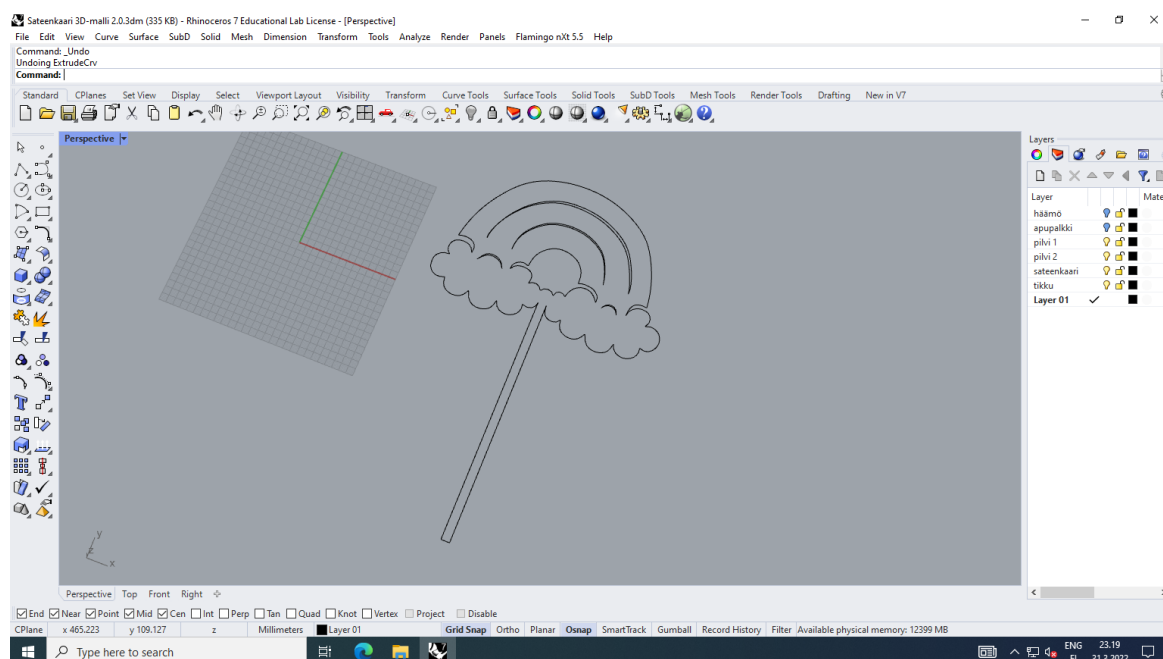 Sateenkaari 3D-malli 2.0.3dm (335 KB) - Rhinoceros 7 Educational Lab License - [Perspective]
File Edit View Curve Surface SubD Solid Mesh Dimension Transform Tools Analyze Render Panels Flamingo nXt 5.5 Help
Command: _Undo
Undoing ExtrudeCrv
Command:
Standard CPlanes Set View Display Select Viewport Layout Visibility Transform Curve Tools Surface Tools Solid Tools SubD Tools Mesh Tools Render Tools Drafting New in V7
Perspective
Layers
Layer Mate
häämö
apupalkki
pilvi 1
pilvi 2
sateenkaari
tikku
Layer 01
y
z
x
Perspective Top Front Right
End Near Point Mid Cen Int Perp Tan Quad Knot Vertex Project Disable
CPlane x 465.223 y 109.127 z Millimeters Layer 01 Grid Snap Ortho Planar Osnap SmartTrack Gumball Record History Filter Available physical memory: 12399 MB
Type here to search
ENG 23.19
FI 21.2.2022